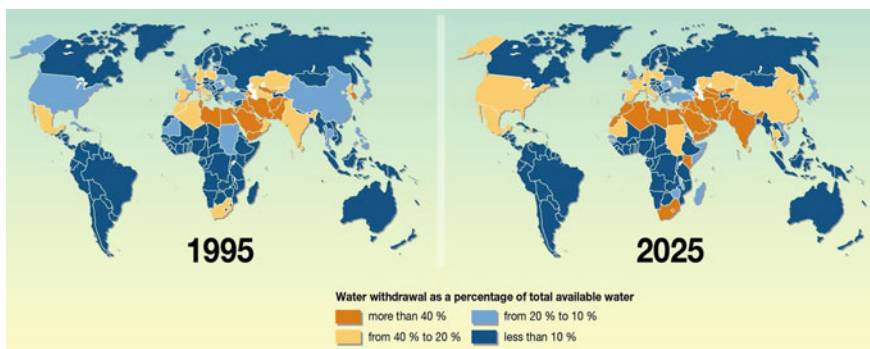 1995
2025
Water withdrawal as a percentage of total available water
more than 40 %
from 20 % to 10 %
from 40 % to 20 %
less than 10 %